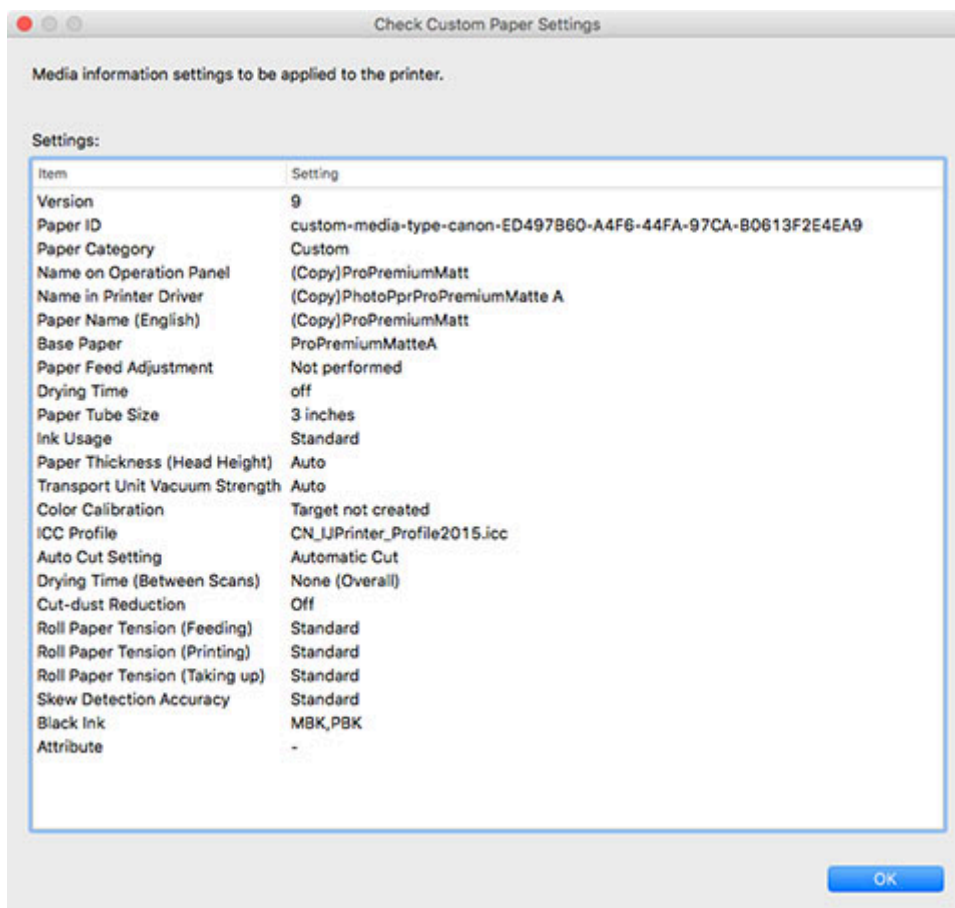 Check Custom Paper Settings
Media information settings to be applied to the printer.
Settings:
Item Setting
Version 9
Paper ID custom-media-type-canon-ED497B60-A4F6-44FA-97CA-B0613F2E4EA9
Paper Category Custom
Name on Operation Panel (Copy)ProPremiumMatt
Name in Printer Driver (Copy)PhotoPprProPremiumMatte A
Paper Name (English) (Copy)ProPremiumMatt
Base Paper ProPremiumMatteA
Paper Feed Adjustment Not performed
Drying Time off
Paper Tube Size 3 inches
Ink Usage Standard
Paper Thickness (Head Height) Auto
Transport Unit Vacuum Strength Auto
Color Calibration Target not created
ICC Profile CN_IJPrinter_Profile2015.icc
Auto Cut Setting Automatic Cut
Drying Time (Between Scans) None (Overall)
Cut-dust Reduction Off
Roll Paper Tension (Feeding) Standard
Roll Paper Tension (Printing) Standard
Roll Paper Tension (Taking up) Standard
Skew Detection Accuracy Standard
Black Ink MBK,PBK
Attribute -
OK